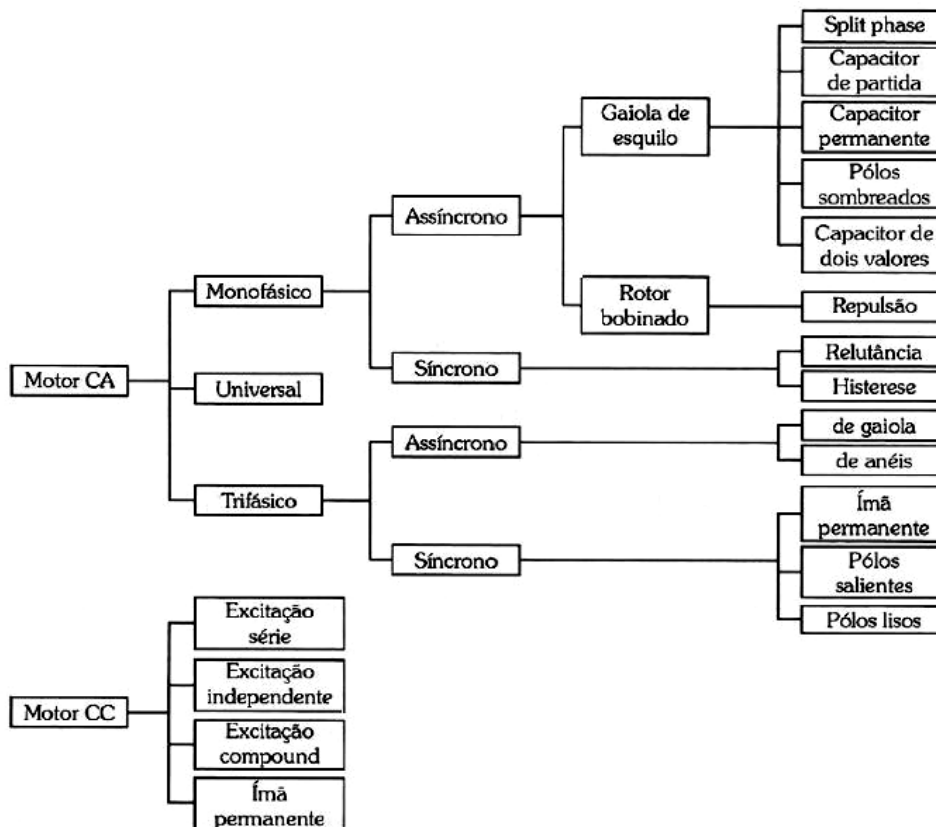 Split phase
Capacitor
de partida
Gaiola de
esquilo
Capacitor
permanente
Pólos
sombreados
Assíncrono
Capacitor de
dois valores
Monofásico
Rotor
bobinado
Repulsão
Síncrono
Relutância
Histerese
Motor CA
Universal
Assíncrono
de gaiola
de anéis
Trifásico
Ímã
permanente
Síncrono
Pólos
salientes
Pólos lisos
Motor CC
Excitação
série
Excitação
independente
Excitação
compound
Ímã
permanente